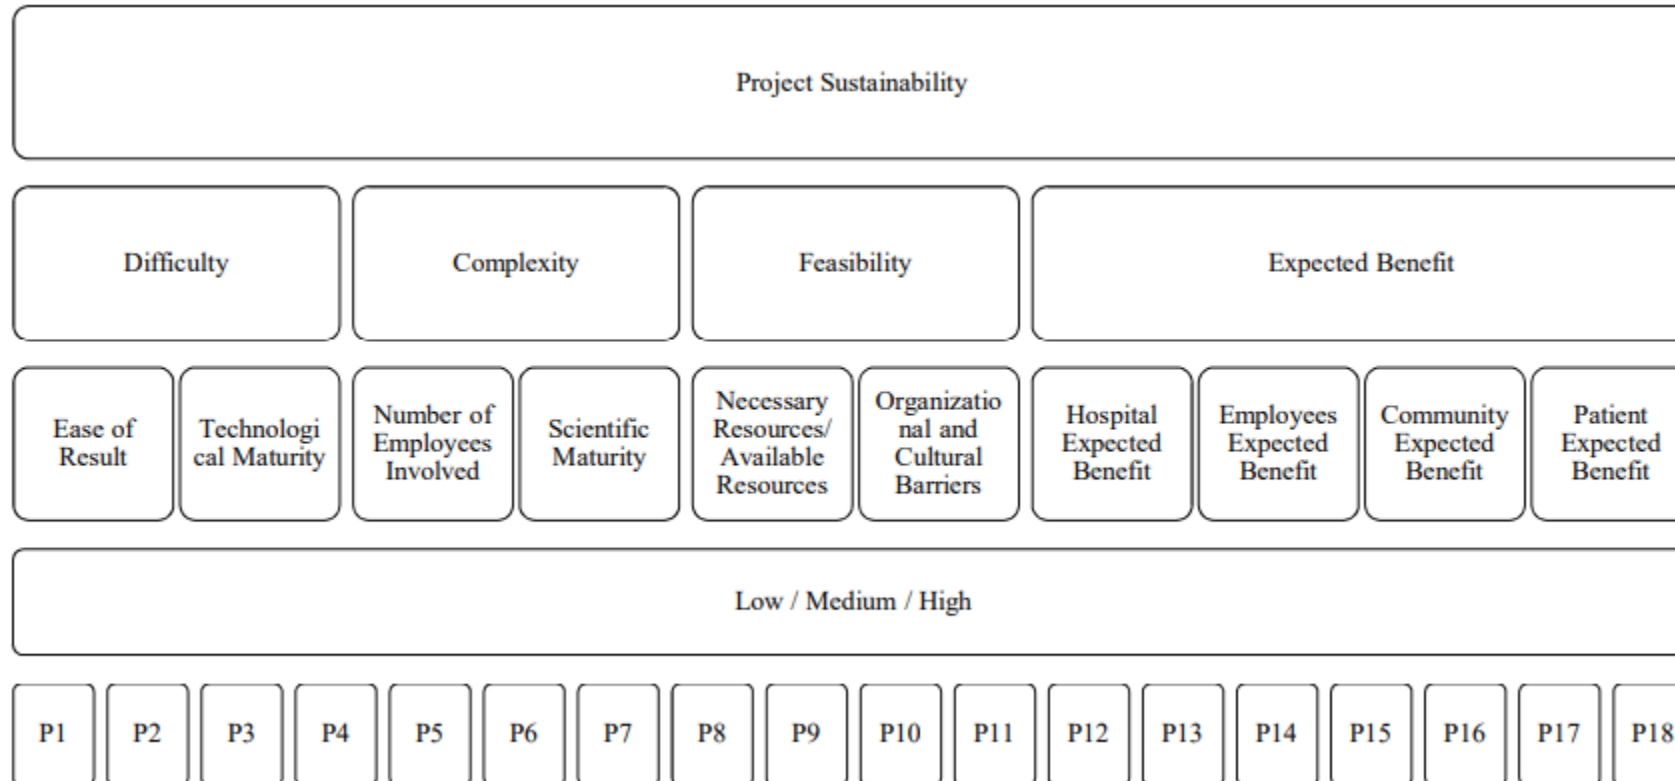 Project Sustainability
Difficulty
Complexity
Feasibility
Expected Benefit
Ease of
Result
Technologi
cal Maturity
Number of
Employees
Involved
Scientific
Maturity
Necessary
Resources/
Available
Resources
Organizatio
nal and
Cultural
Barriers
Hospital
Expected
Benefit
Employees
Expected
Benefit
Community
Expected
Benefit
Patient
Expected
Benefit
Low / Medium / High
P1
P2
P3
P4
P5
P6
P7
P8
P9
P10
P11
P12
P13
P14
P15
P16
P17
P18